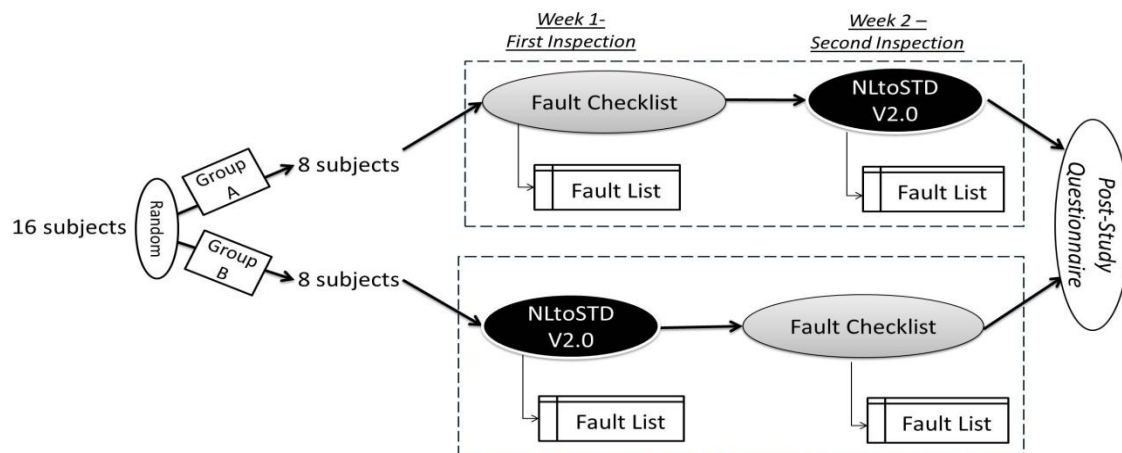 Week 1-
First Inspection
Week 2 –
Second Inspection
Fault Checklist
NLtoSTD
V2.0
Fault List
Fault List
16 subjects
Random
Group
A
8 subjects
Group
B
8 subjects
NLtoSTD
V2.0
Fault Checklist
Fault List
Fault List
Post-Study
Questionnaire